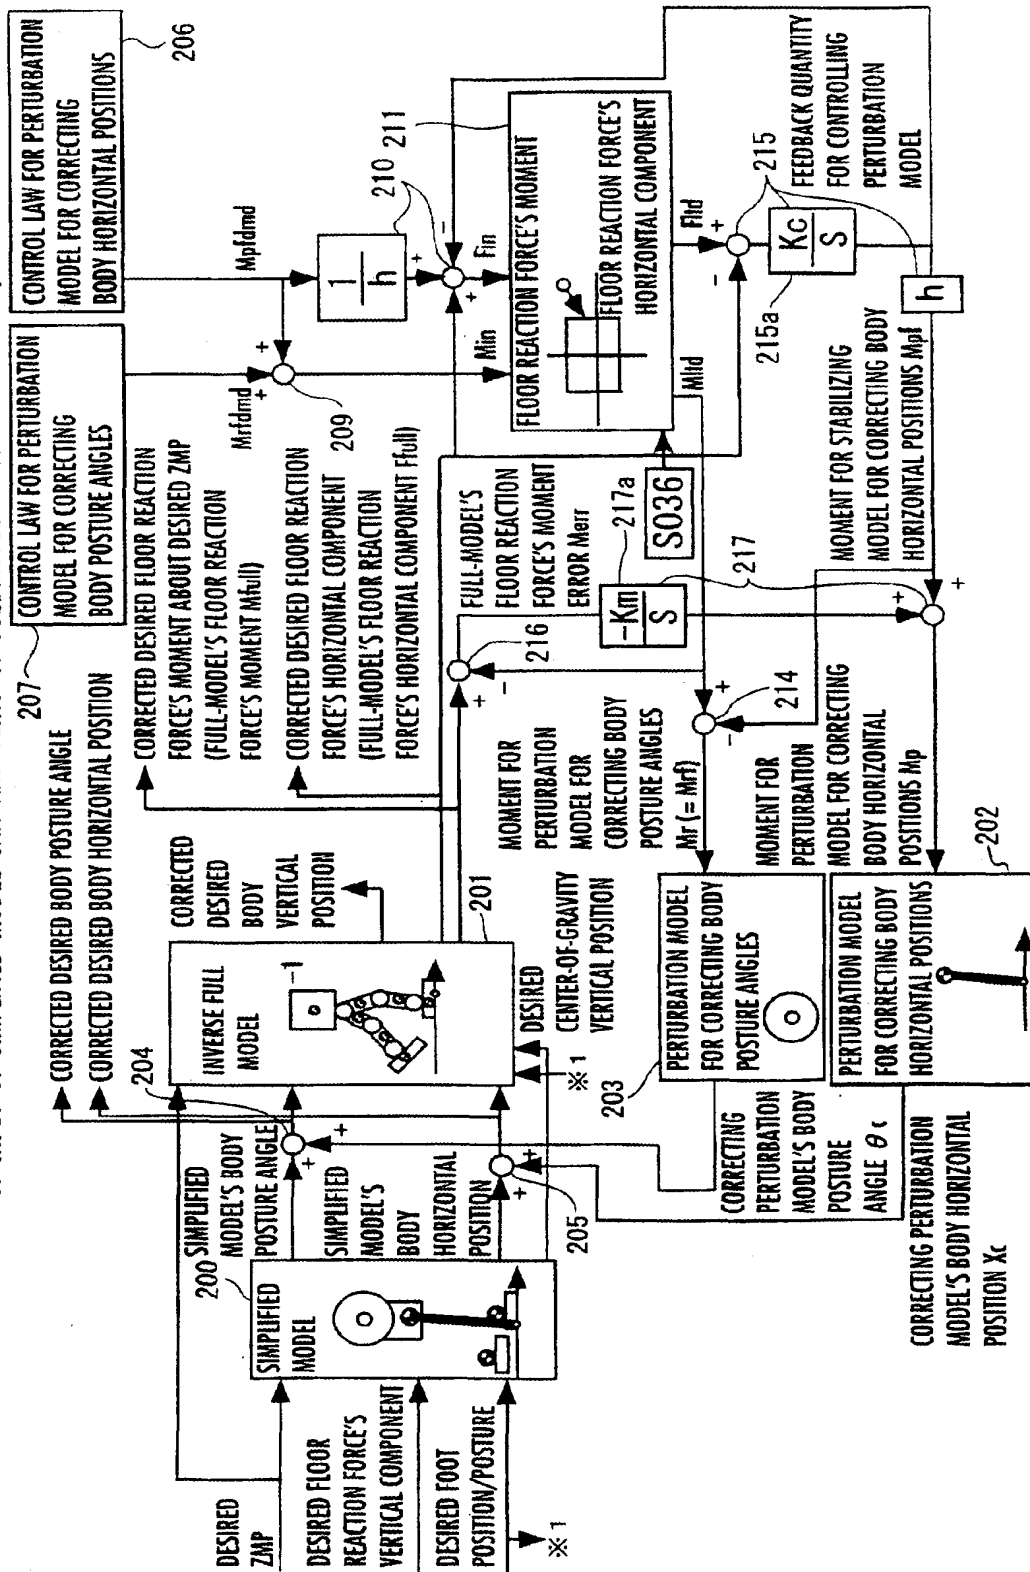 CONTROL LAW FOR PERTURBATION
MODEL FOR CORRECTING
BODY POSTURE ANGLES
207
CONTROL LAW FOR PERTURBATION
MODEL FOR CORRECTING
BODY HORIZONTAL POSITIONS
206
CORRECTED DESIRED BODY POSTURE ANGLE
CORRECTED DESIRED BODY HORIZONTAL POSITION
CORRECTED DESIRED FLOOR REACTION
FORCE'S MOMENT ABOUT DESIRED ZMP
(FULL-MODEL'S FLOOR REACTION
FORCE'S MOMENT Mfull)
CORRECTED DESIRED FLOOR REACTION
FORCE'S HORIZONTAL COMPONENT
(FULL-MODEL'S FLOOR REACTION
FORCE'S HORIZONTAL COMPONENT Ffull)
Mrfdmd
+
+
209
Mpfdmd
1
h
210
+
-
+
Min
Fin
211
FLOOR REACTION FORCE'S MOMENT
FLOOR REACTION FORCE'S
HORIZONTAL COMPONENT
CORRECTED
DESIRED
BODY
VERTICAL
POSITION
FULL-MODEL'S
FLOOR REACTION
FORCE'S MOMENT
ERROR Merr
217a
S036
Mltd
Fltd
+
-
215
Kc
S
215a
FEEDBACK QUANTITY
FOR CONTROLLING
PERTURBATION
MODEL
h
216
+
-
-Km
S
217
+
+
MOMENT FOR STABILIZING
MODEL FOR CORRECTING BODY
HORIZONTAL POSITIONS Mpf
SIMPLIFIED
MODEL'S BODY
POSTURE ANGLE
204
+
+
INVERSE FULL
MODEL
-1
201
DESIRED
CENTER-OF-GRAVITY
VERTICAL POSITION
※1
MOMENT FOR
PERTURBATION
MODEL FOR
CORRECTING BODY
POSTURE ANGLES
Mr (= Mrf)
+
-
214
MOMENT FOR
PERTURBATION
MODEL FOR CORRECTING
BODY HORIZONTAL
POSITIONS Mp
200
SIMPLIFIED
MODEL
SIMPLIFIED
MODEL'S
BODY
HORIZONTAL
POSITION
+
+
205
203
PERTURBATION MODEL
FOR CORRECTING BODY
POSTURE ANGLES
202
PERTURBATION MODEL
FOR CORRECTING BODY
HORIZONTAL POSITIONS
CORRECTING
PERTURBATION
MODEL'S BODY
POSTURE
ANGLE θc
CORRECTING PERTURBATION
MODEL'S BODY HORIZONTAL
POSITION Xc
DESIRED
ZMP
DESIRED FLOOR
REACTION FORCE'S
VERTICAL COMPONENT
DESIRED FOOT
POSITION/POSTURE
※1